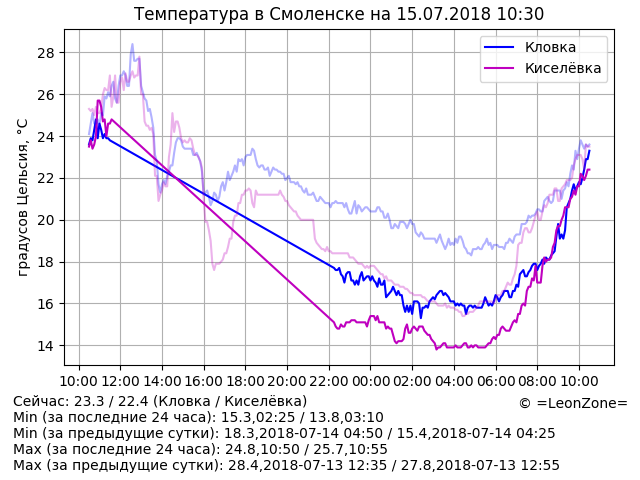 Температура в Смоленске на 15.07.2018 10:30
градусов Цельсия, °C
28
26
24
22
20
18
16
14
Кловка
Киселёвка
10:00 12:00 14:00 16:00 18:00 20:00 22:00 00:00 02:00 04:00 06:00 08:00 10:00
Сейчас: 23.3 / 22.4 (Кловка / Киселёвка)
© =LeonZone=
Min (за последние 24 часа): 15.3,02:25 / 13.8,03:10
Min (за предыдущие сутки): 18.3,2018-07-14 04:50 / 15.4,2018-07-14 04:25
Max (за последние 24 часа): 24.8,10:50 / 25.7,10:55
Max (за предыдущие сутки): 28.4,2018-07-13 12:35 / 27.8,2018-07-13 12:55